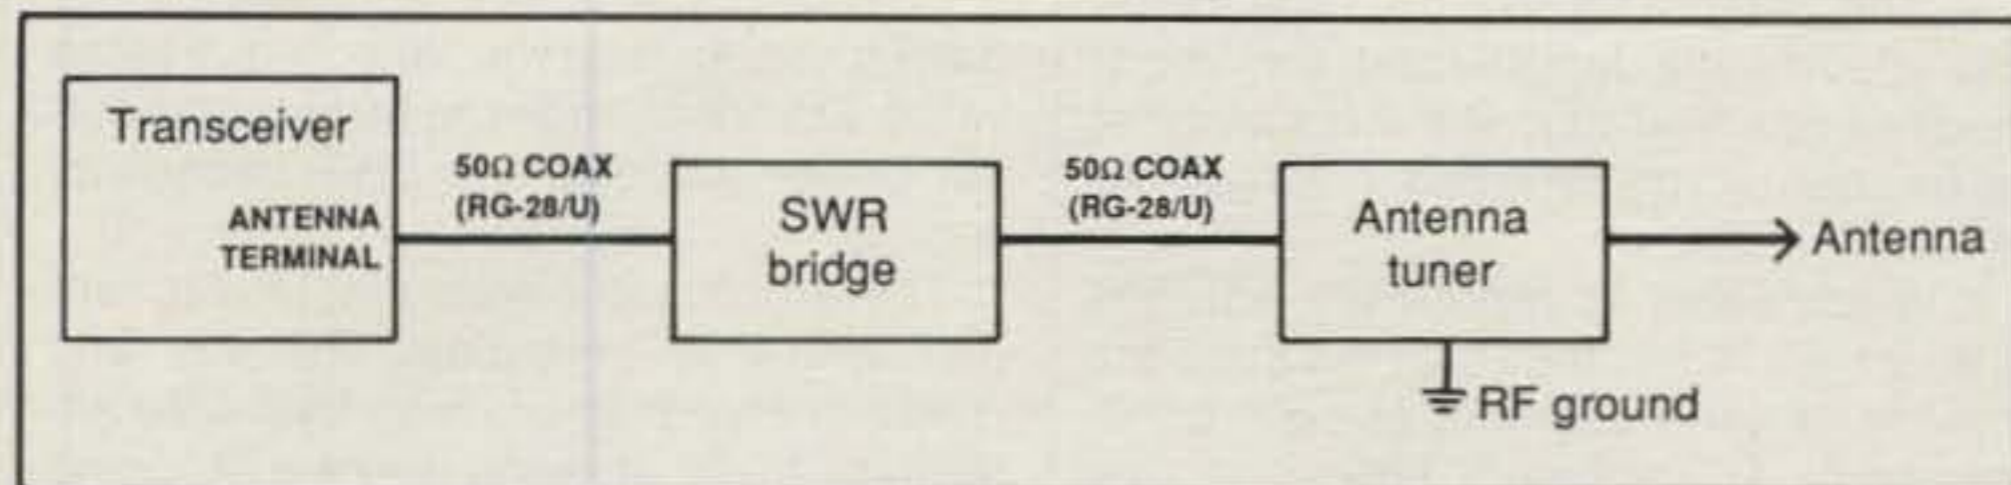 Transceiver
ANTENNA
TERMINAL
50Ω COAX
(RG-28/U)
SWR
bridge
50Ω COAX
(RG-28/U)
Antenna
tuner
Antenna
RF ground